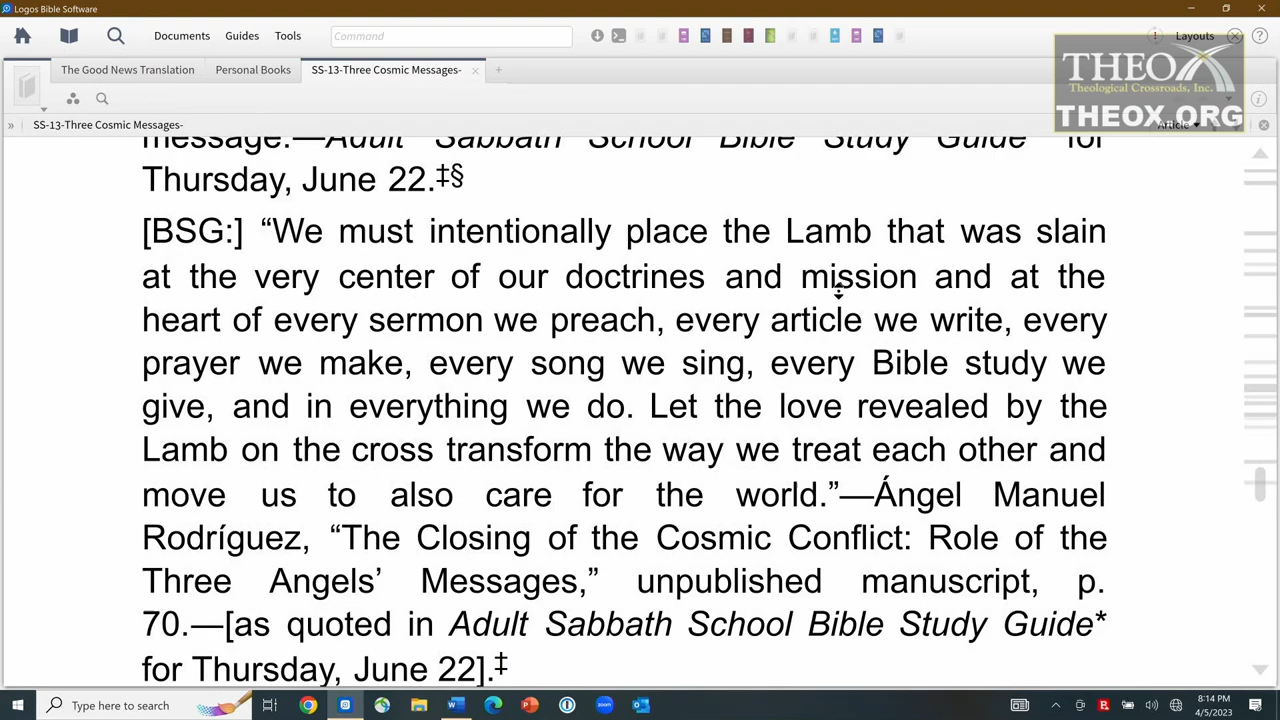 Logos Bible Software
Documents Guides Tools Command Layouts
THEOX
Theological Crossroads, Inc.
THEOX.ORG
The Good News Translation Personal Books SS-13-Three Cosmic Messages-
» SS-13-Three Cosmic Messages- Article
message.—Adult Sabbath School Bible Study Guide* for
Thursday, June 22.‡§
[BSG:] “We must intentionally place the Lamb that was slain
at the very center of our doctrines and mission and at the
heart of every sermon we preach, every article we write, every
prayer we make, every song we sing, every Bible study we
give, and in everything we do. Let the love revealed by the
Lamb on the cross transform the way we treat each other and
move us to also care for the world.”—Ángel Manuel
Rodríguez, “The Closing of the Cosmic Conflict: Role of the
Three Angels’ Messages,” unpublished manuscript, p.
70.—[as quoted in Adult Sabbath School Bible Study Guide*
for Thursday, June 22].‡
Type here to search
zoom
8:14 PM
4/5/2023